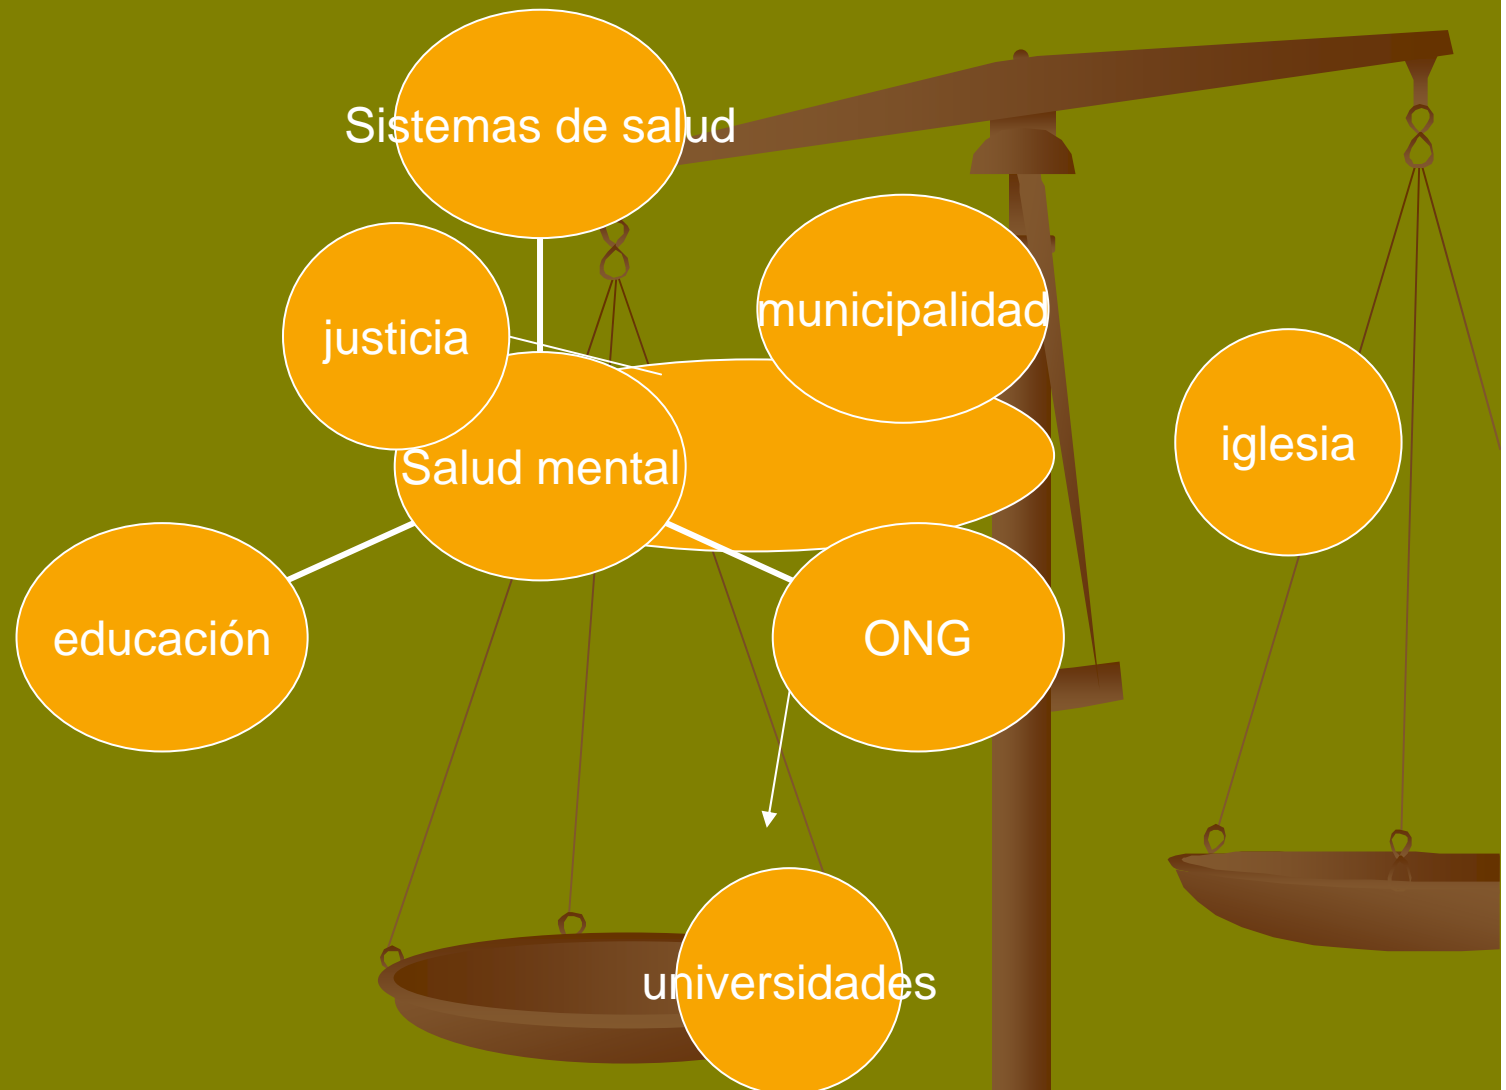 Sistemas de salud
municipalidad
justicia
iglesia
Salud mental
educación
ONG
universidades